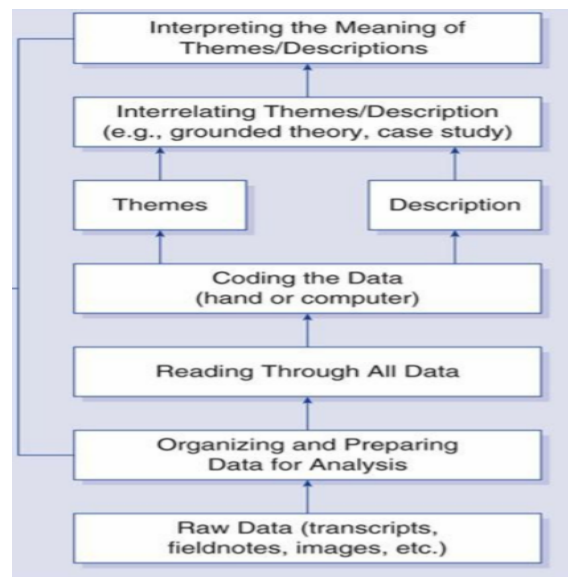 Interpreting the Meaning of
Themes/Descriptions
Interrelating Themes/Description
(e.g., grounded theory, case study)
Themes
Description
Coding the Data
(hand or computer)
Reading Through All Data
Organizing and Preparing
Data for Analysis
Raw Data (transcripts,
fieldnotes, images, etc.)